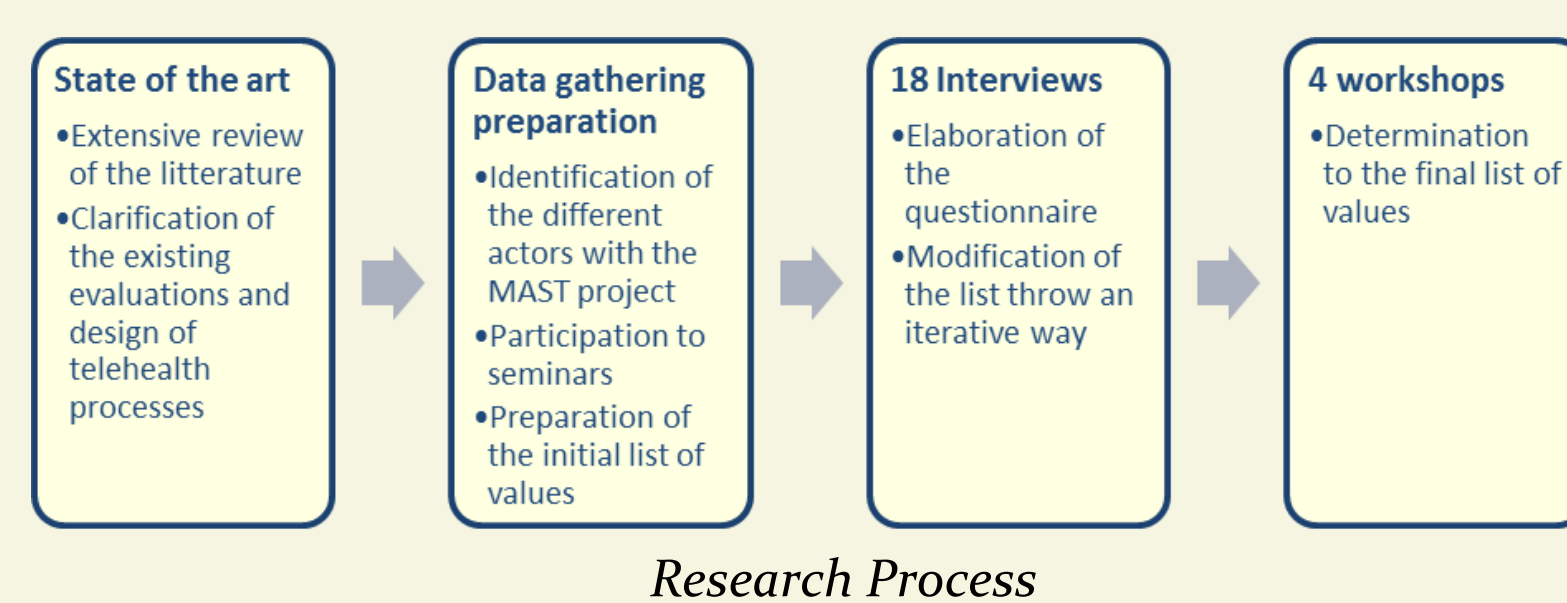 State of the art
•Extensive review
of the litterature
•Clarification of
the existing
evaluations and
design of
telehealth
processes
Data gathering
preparation
•Identification of
the different
actors with the
MAST project
•Participation to
seminars
•Preparation of
the initial list of
values
18 Interviews
•Elaboration of
the
questionnaire
•Modification of
the list throw an
iterative way
4 workshops
•Determination
to the final list of
values
Research Process